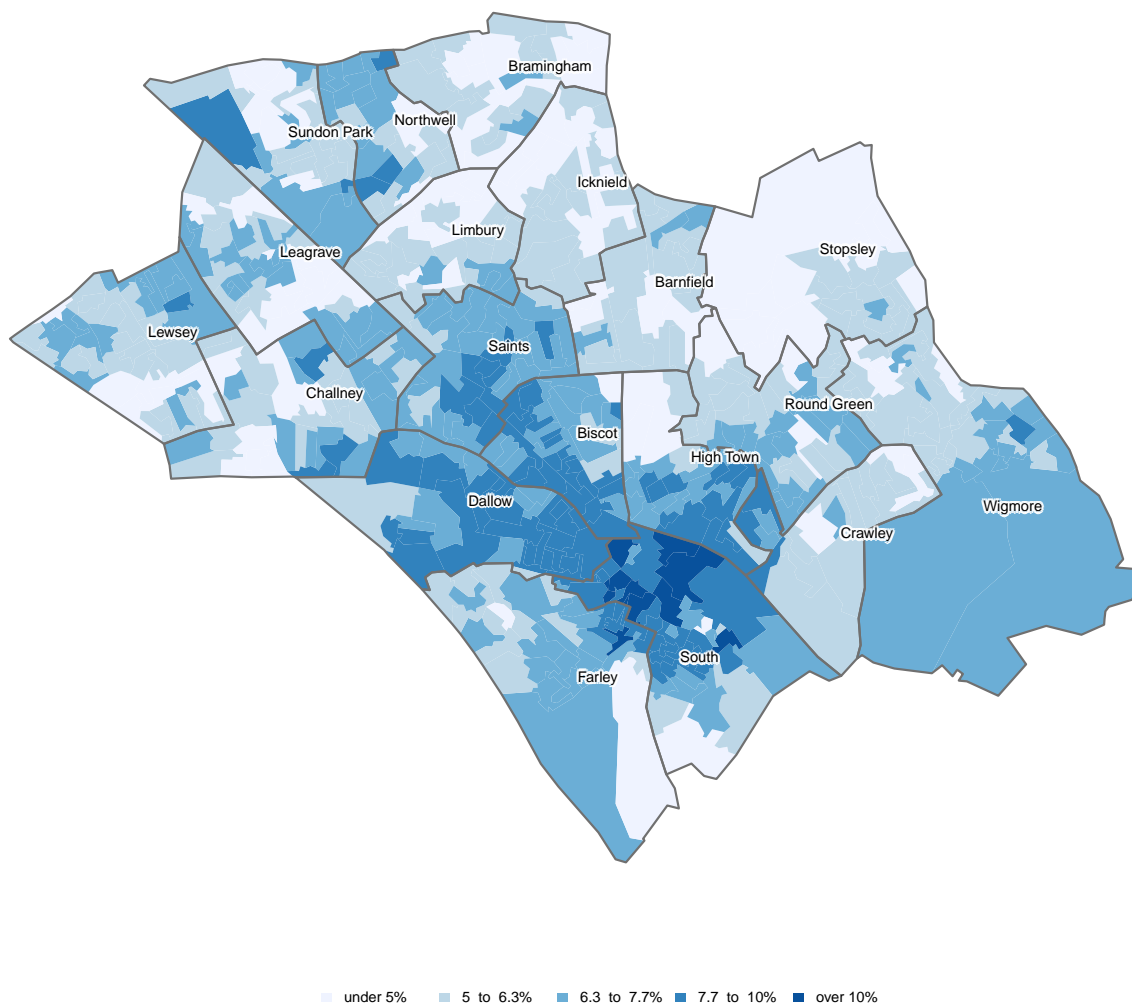 Bramingham
Northwell
Sundon Park
Icknield
Limbury
Stopsley
Leagrave
Barnfield
Lewsey
Saints
Challney
Round Green
Biscot
High Town
Dallow
Wigmore
Crawley
South
Farley
under 5% 5 to 6.3% 6.3 to 7.7% 7.7 to 10% over 10%